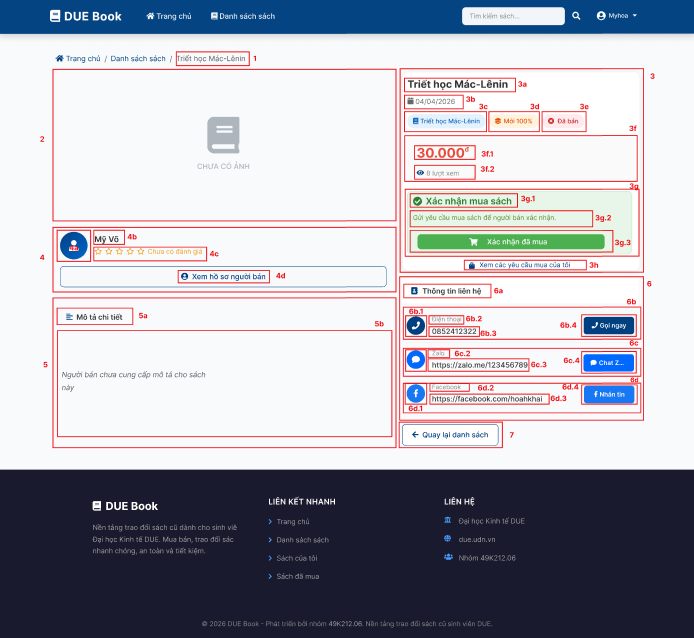 DUE Book
Trang chủ
Danh sách sách
Tìm kiếm sách...
Myhoa
Trang chủ / Danh sách sách / Triết học Mác-Lênin 1
2
CHƯA CÓ ẢNH
3
Triết học Mác-Lênin 3a
04/04/2026 3b
3c 3d 3e
Triết học Mác-Lênin Mới 100% Đã bán
3f
30.000đ 3f.1
8 lượt xem 3f.2
3g
Xác nhận mua sách 3g.1
Gửi yêu cầu mua sách để người bán xác nhận. 3g.2
Xác nhận đã mua 3g.3
Xem các yêu cầu mua của tôi 3h
4
4a
Mỹ Võ 4b
Chưa có đánh giá 4c
Xem hồ sơ người bán 4d
5
Mô tả chi tiết 5a
5b
Người bán chưa cung cấp mô tả cho sách
này
6
Thông tin liên hệ 6a
6b
6b.1
Điện thoại 6b.2
0852412322 6b.3
6b.4 Gọi ngay
6c
Zalo 6c.2
https://zalo.me/123456789 6c.3
6c.4 Chat Z...
6d
Facebook 6d.2
https://facebook.com/hoahkhai 6d.3
6d.4 Nhắn tin
6d.1
Quay lại danh sách 7
DUE Book
Nền tảng trao đổi sách cũ dành cho sinh viê
Đại học Kinh tế DUE. Mua bán, trao đổi sác
nhanh chóng, an toàn và tiết kiệm.
LIÊN KẾT NHANH
Trang chủ
Danh sách sách
Sách của tôi
Sách đã mua
LIÊN HỆ
Đại học Kinh tế DUE
due.udn.vn
Nhóm 49K212.06
© 2026 DUE Book - Phát triển bởi nhóm 49K212.06. Nền tảng trao đổi sách cũ sinh viên DUE.